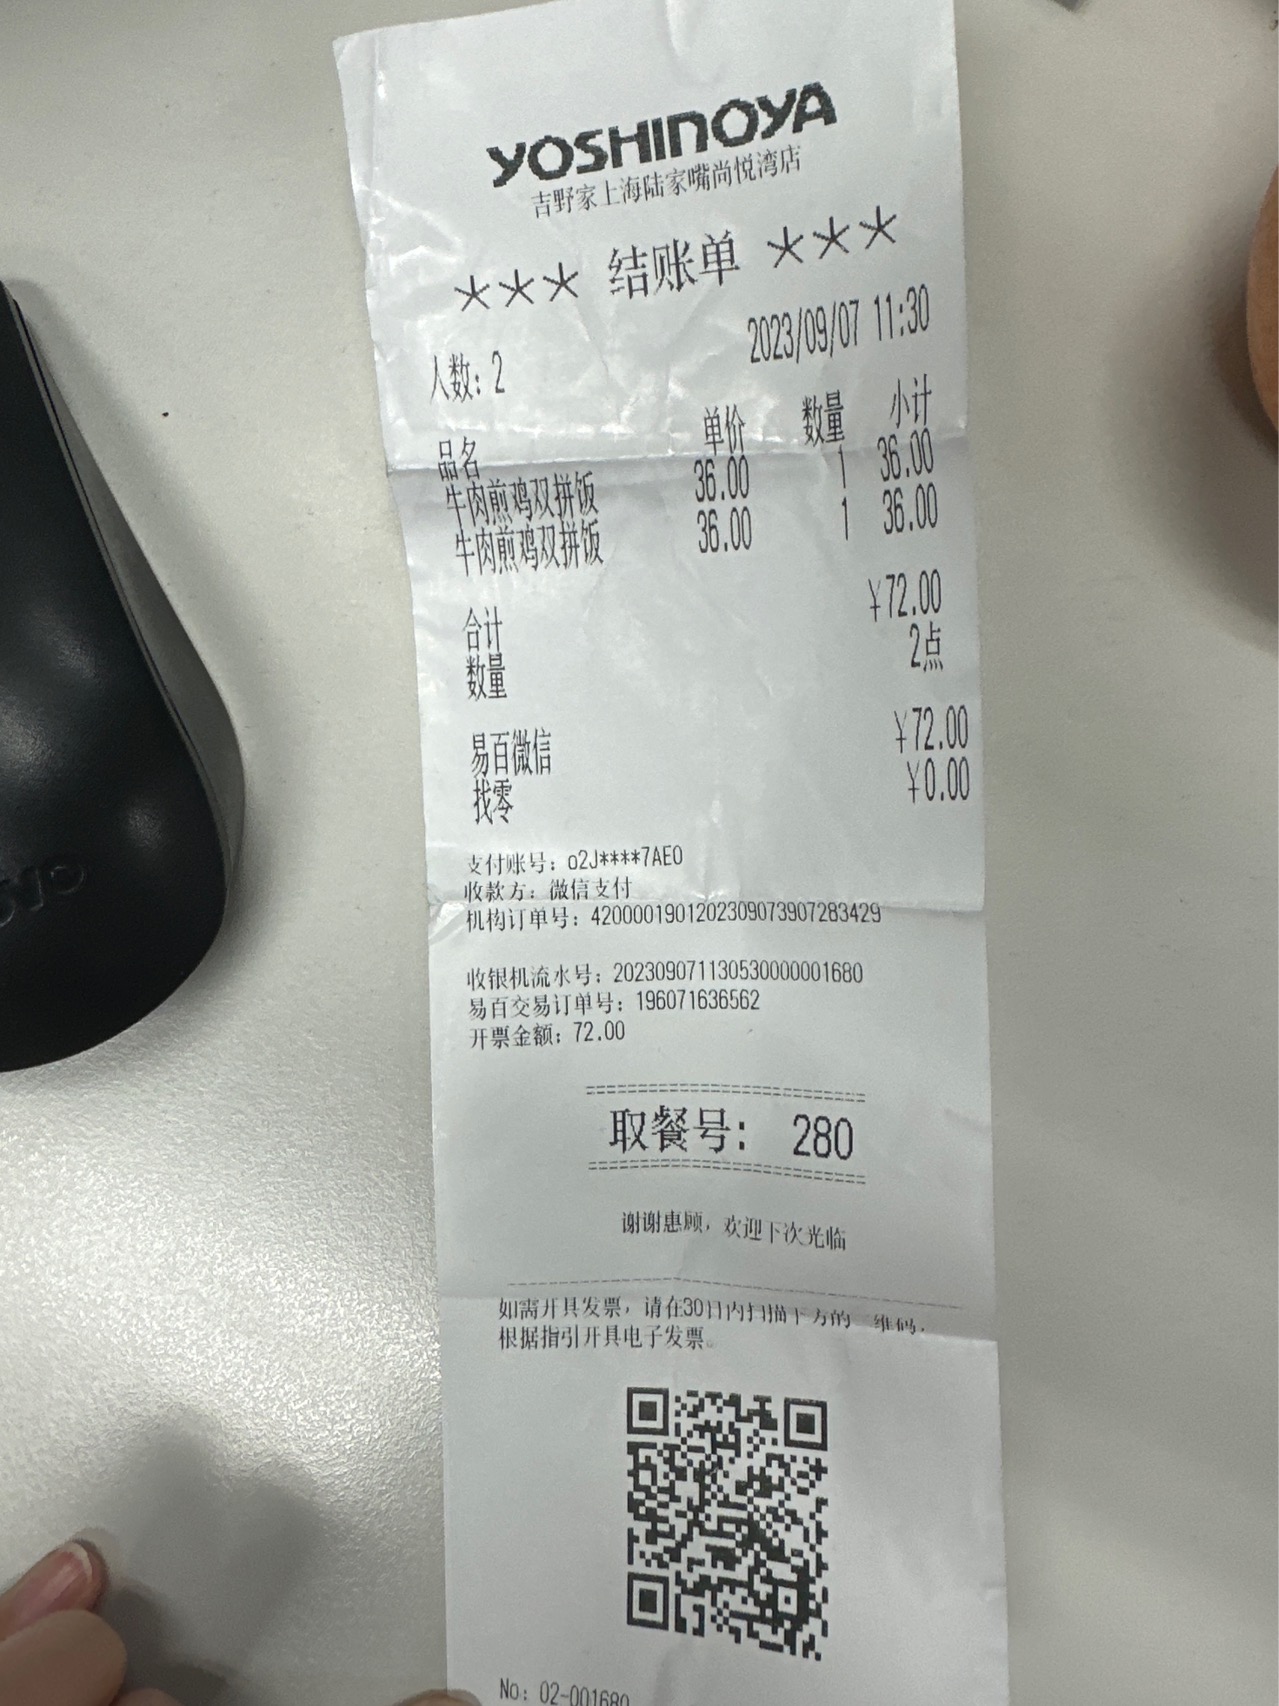 YOSHINOYA
吉野家上海陆家嘴尚悦湾店
*** 结账单 ***
2023/09/07 11:30
人数: 2
品名 单价 数量 小计
牛肉煎鸡双拼饭 36.00 1 36.00
牛肉煎鸡双拼饭 36.00 1 36.00
合计 ¥72.00
数量 2点
易百微信 ¥72.00
找零 ¥0.00
支付账号: o2J****7AEO
收款方: 微信支付
机构订单号: 4200001901202309073907283429
收银机流水号: 202309071130530000001680
易百交易订单号: 196071636562
开票金额: 72.00
取餐号: 280
谢谢惠顾, 欢迎下次光临
如需开具发票, 请在30日内扫描下方的二维码,
根据指引开具电子发票。
No: 02-001680